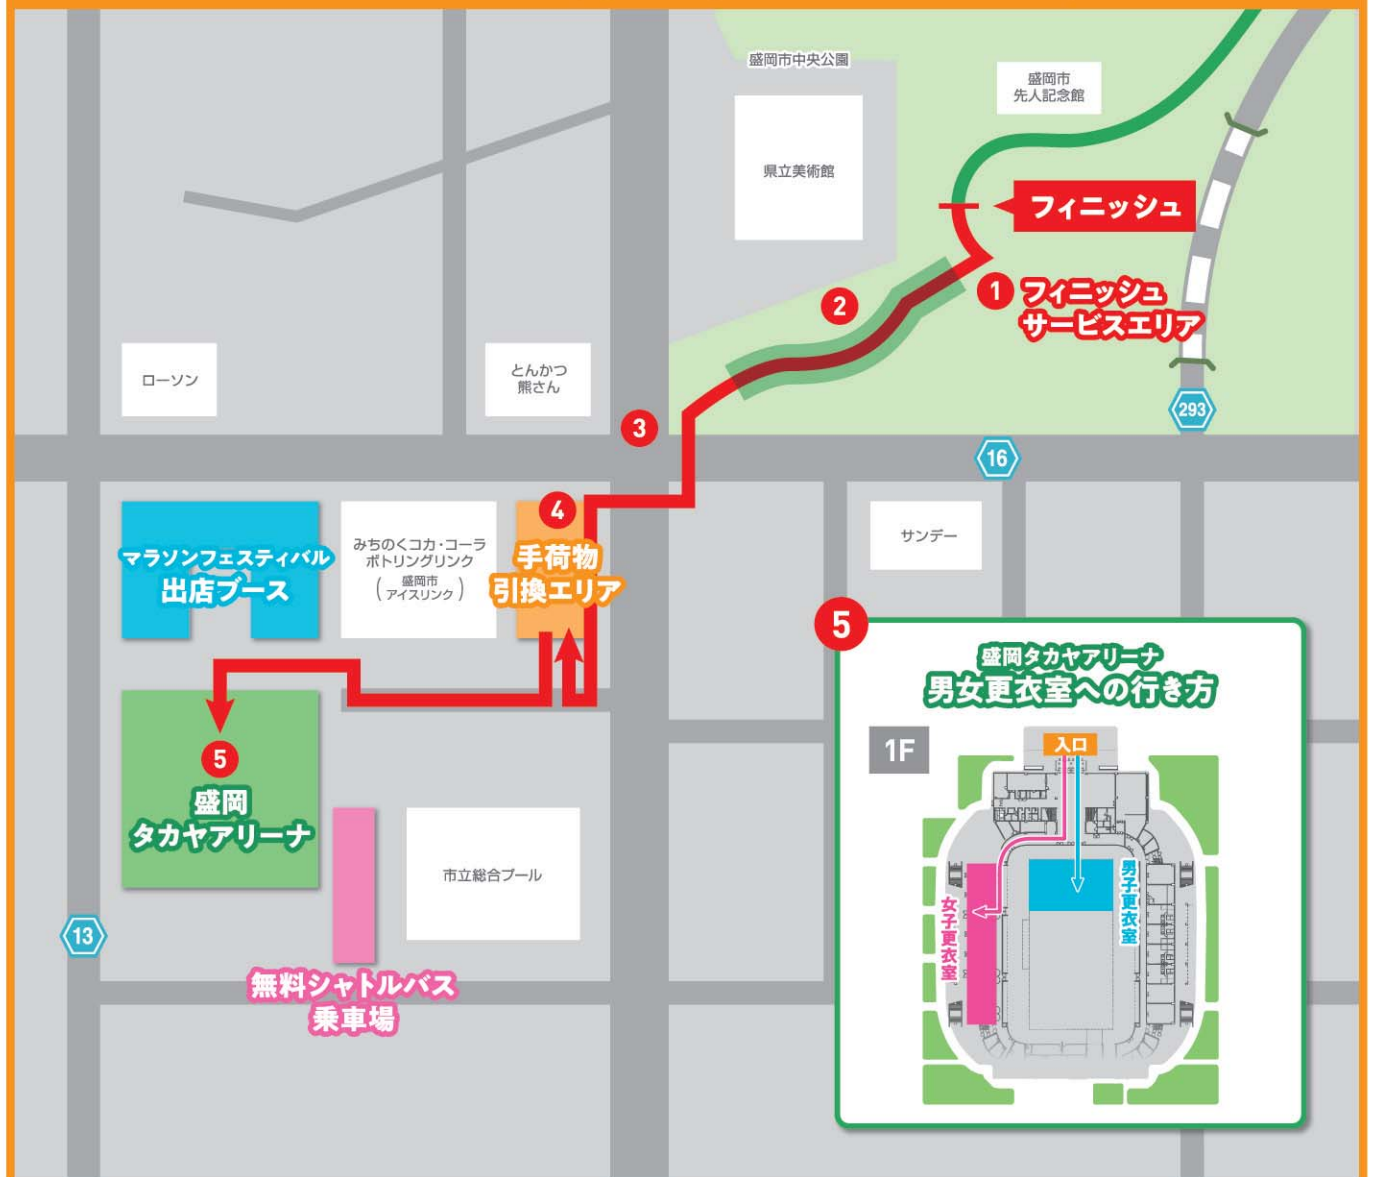 盛岡市中央公園
盛岡市
先人記念館
県立美術館
フィニッシュ
1 フィニッシュ
サービスエリア
2
ローソン
とんかつ
熊さん
3
293
16
マラソンフェスティバル
出店ブース
みちのくコカ・コーラ
ボトリングリンク
(盛岡市
アイスリンク)
4
手荷物
引換エリア
サンデー
5
盛岡タカヤアリーナ
男女更衣室への行き方
1F
入口
男子更衣室
女子更衣室
5
盛岡
タカヤアリーナ
市立総合プール
13
無料シャトルバス
乗車場